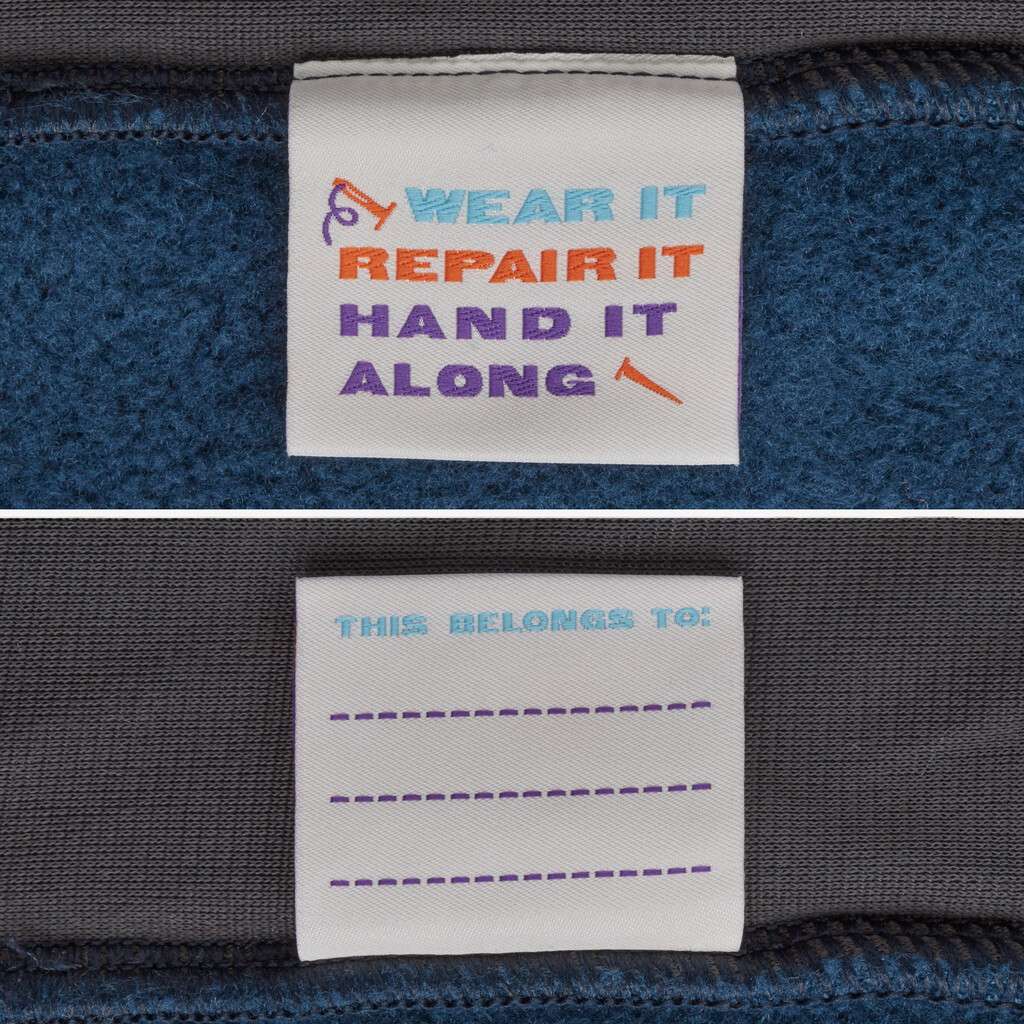 WEAR IT
REPAIR IT
HAND IT
ALONG
THIS BELONGS TO: